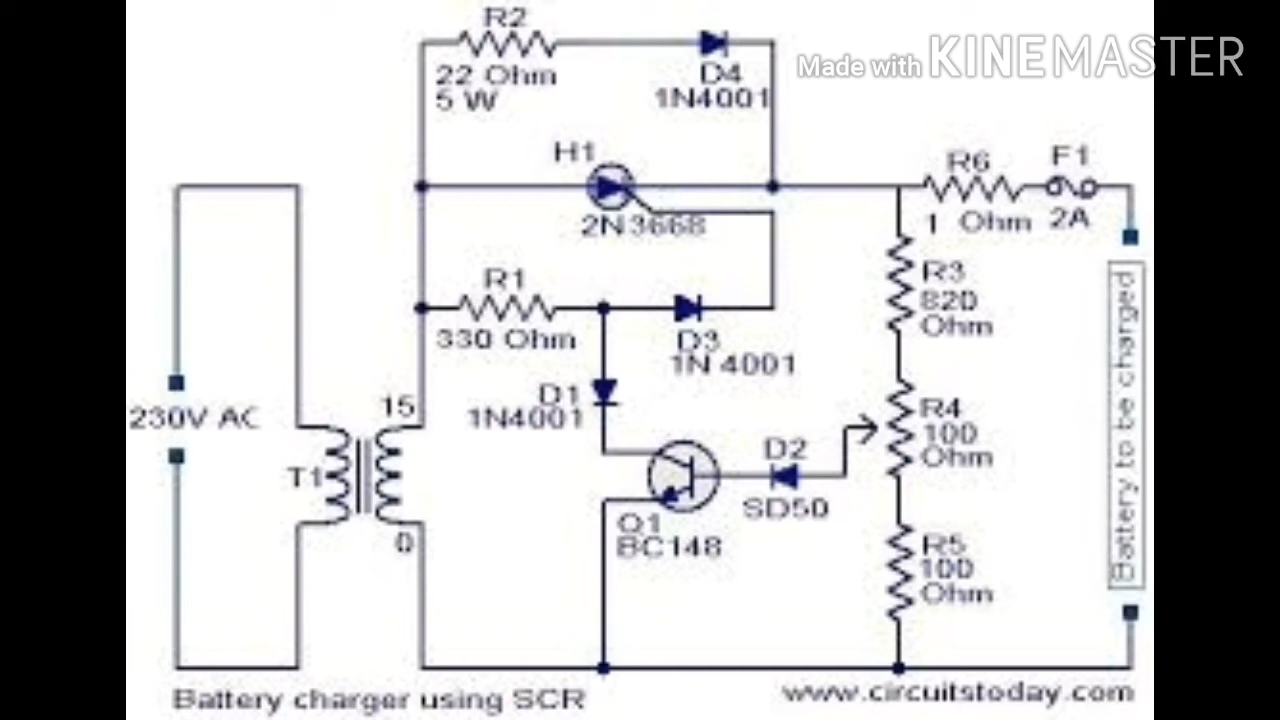 R2
22 Ohm
5 W
D4
1N4001
Made with KINEMASTER
H1
2N3668
R6
1 Ohm
F1
2A
R1
330 Ohm
D3
1N 4001
R3
820
Ohm
D1
1N4001
15
230V AC
T1
0
R4
100
Ohm
D2
SD50
Q1
BC148
R5
100
Ohm
Battery to be charged
Battery charger using SCR
www.circuitstoday.com